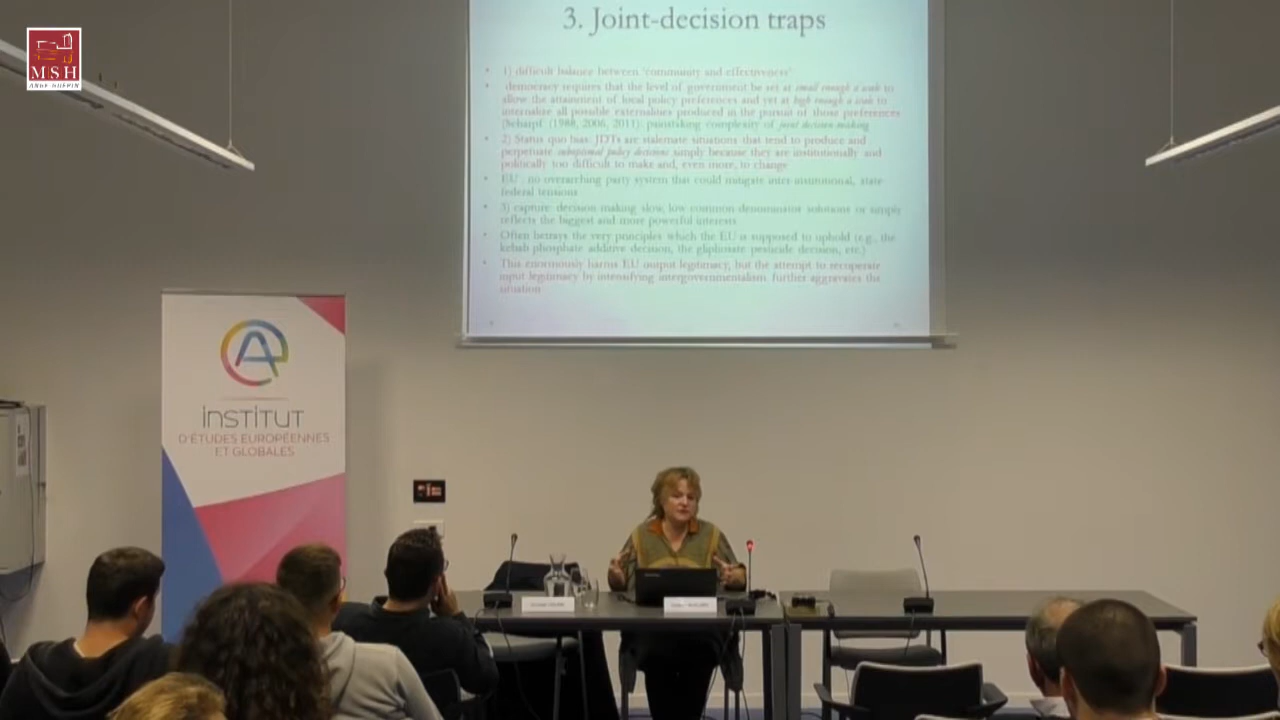 MSH
ANGE-GUÉPIN
3. Joint-decision traps
• 1) difficult balance between 'community and effectiveness'
• democracy requires that the level of government be set at small enough a scale to
allow the attainment of local policy preferences and yet at high enough a scale to
internalize all possible externalities produced in the pursuit of those preferences
(Scharpf (1988, 2006, 2011): painstaking complexity of joint decision making
• 2) Status quo bias: JDTs are stalemate situations that tend to produce and
perpetuate suboptimal policy decisions simply because they are institutionally and
politically too difficult to make and, even more, to change
• EU : no overarching party system that could mitigate inter-institutional, state-
federal tensions
• 3) capture: decision making slow, low common denominator solutions or simply
reflects the biggest and more powerful interests
• Often betrays the very principles which the EU is supposed to uphold (e.g., the
kebab phosphate additive decision, the gliphosate pesticide decision, etc.)
• This enormously harms EU output legitimacy, but the attempt to recuperate
input legitimacy by intensifying intergovernmentalism further aggravates the
situation
INSTITUT
D'ÉTUDES EUROPÉENNES
ET GLOBALES